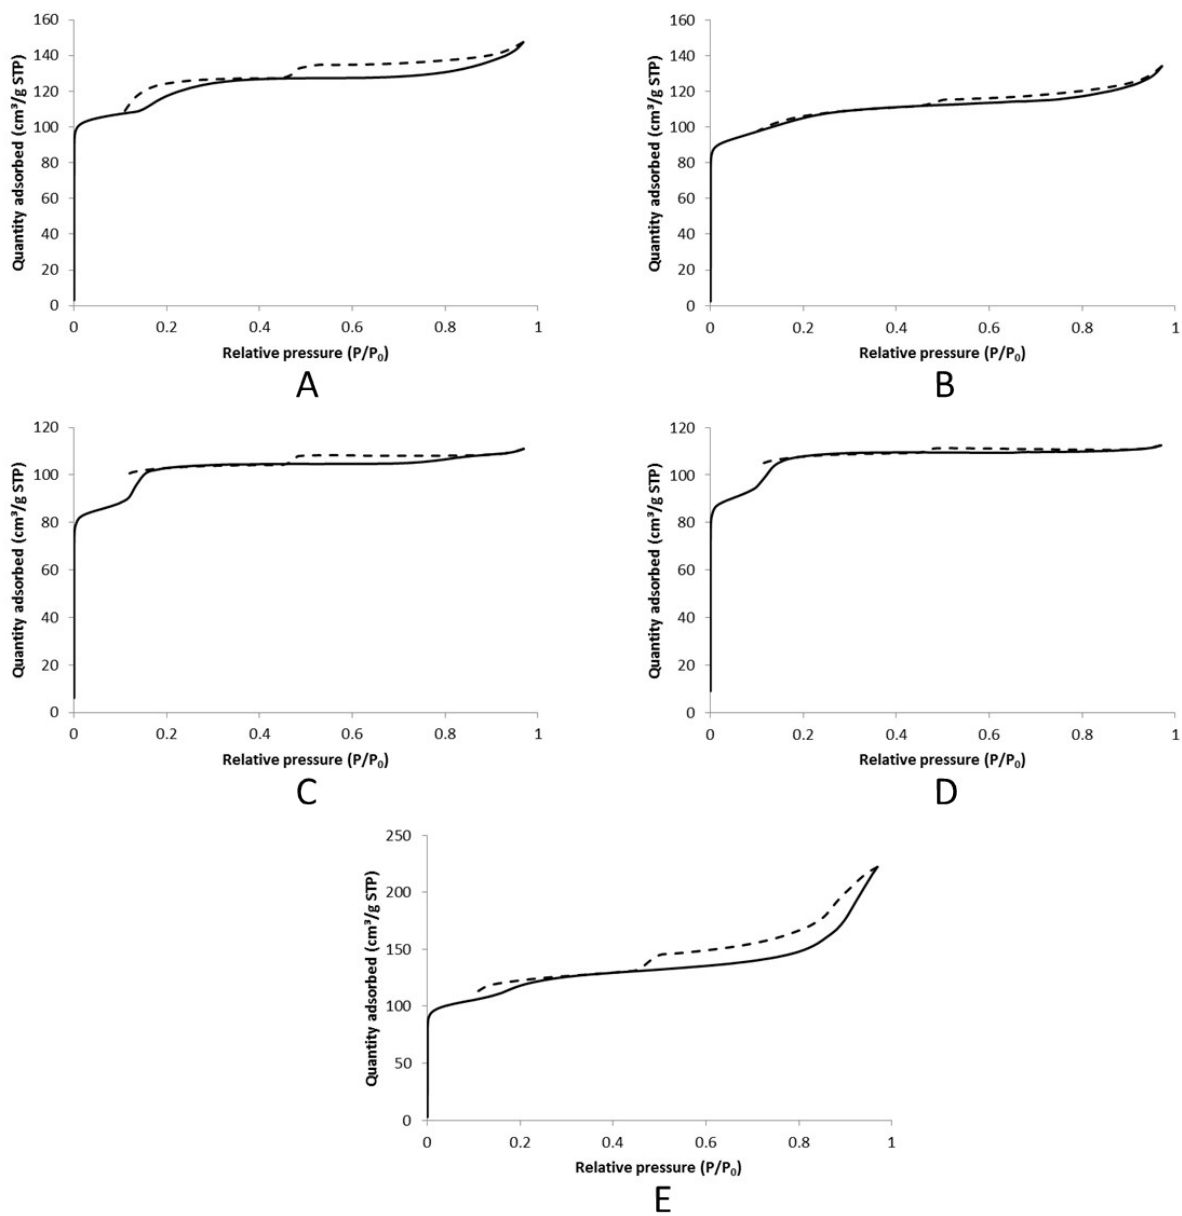 160
140
120
100
80
60
40
20
0
Quantity adsorbed (cm³/g STP)
0 0.2 0.4 0.6 0.8 1
Relative pressure (P/P₀)
A
160
140
120
100
80
60
40
20
0
Quantity adsorbed (cm³/g STP)
0 0.2 0.4 0.6 0.8 1
Relative pressure (P/P₀)
B
120
100
80
60
40
20
0
Quantity adsorbed (cm³/g STP)
0 0.2 0.4 0.6 0.8 1
Relative pressure (P/P₀)
C
120
100
80
60
40
20
0
Quantity adsorbed (cm³/g STP)
0 0.2 0.4 0.6 0.8 1
Relative pressure (P/P₀)
D
250
200
150
100
50
0
Quantity adsorbed (cm³/g STP)
0 0.2 0.4 0.6 0.8 1
Relative pressure (P/P₀)
E